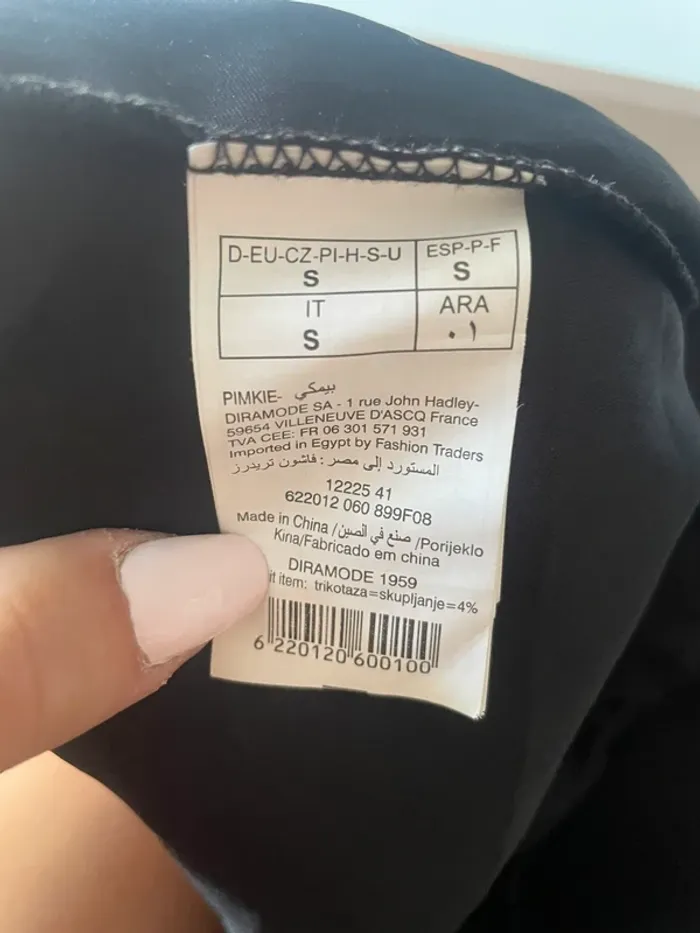 D-EU-CZ-PI-H-S-U
S
ESP-P-F
S
IT
S
ARA
٠١
PIMKIE- بيمكي
DIRAMODE SA - 1 rue John Hadley-
59654 VILLENEUVE D'ASCQ France
TVA CEE: FR 06 301 571 931
Imported in Egypt by Fashion Traders
المستورد إلى مصر : فاشون تريدرز
12225 41
622012 060 899F08
Made in China / صنع في الصين / Porijeklo
Kina/Fabricado em china
DIRAMODE 1959
item: trikotaza=skupljanje=4%
6 220120 600100